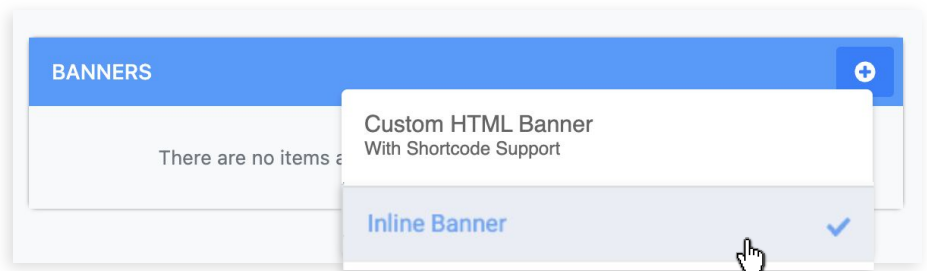 BANNERS
Custom HTML Banner
With Shortcode Support
There are no items
Inline Banner